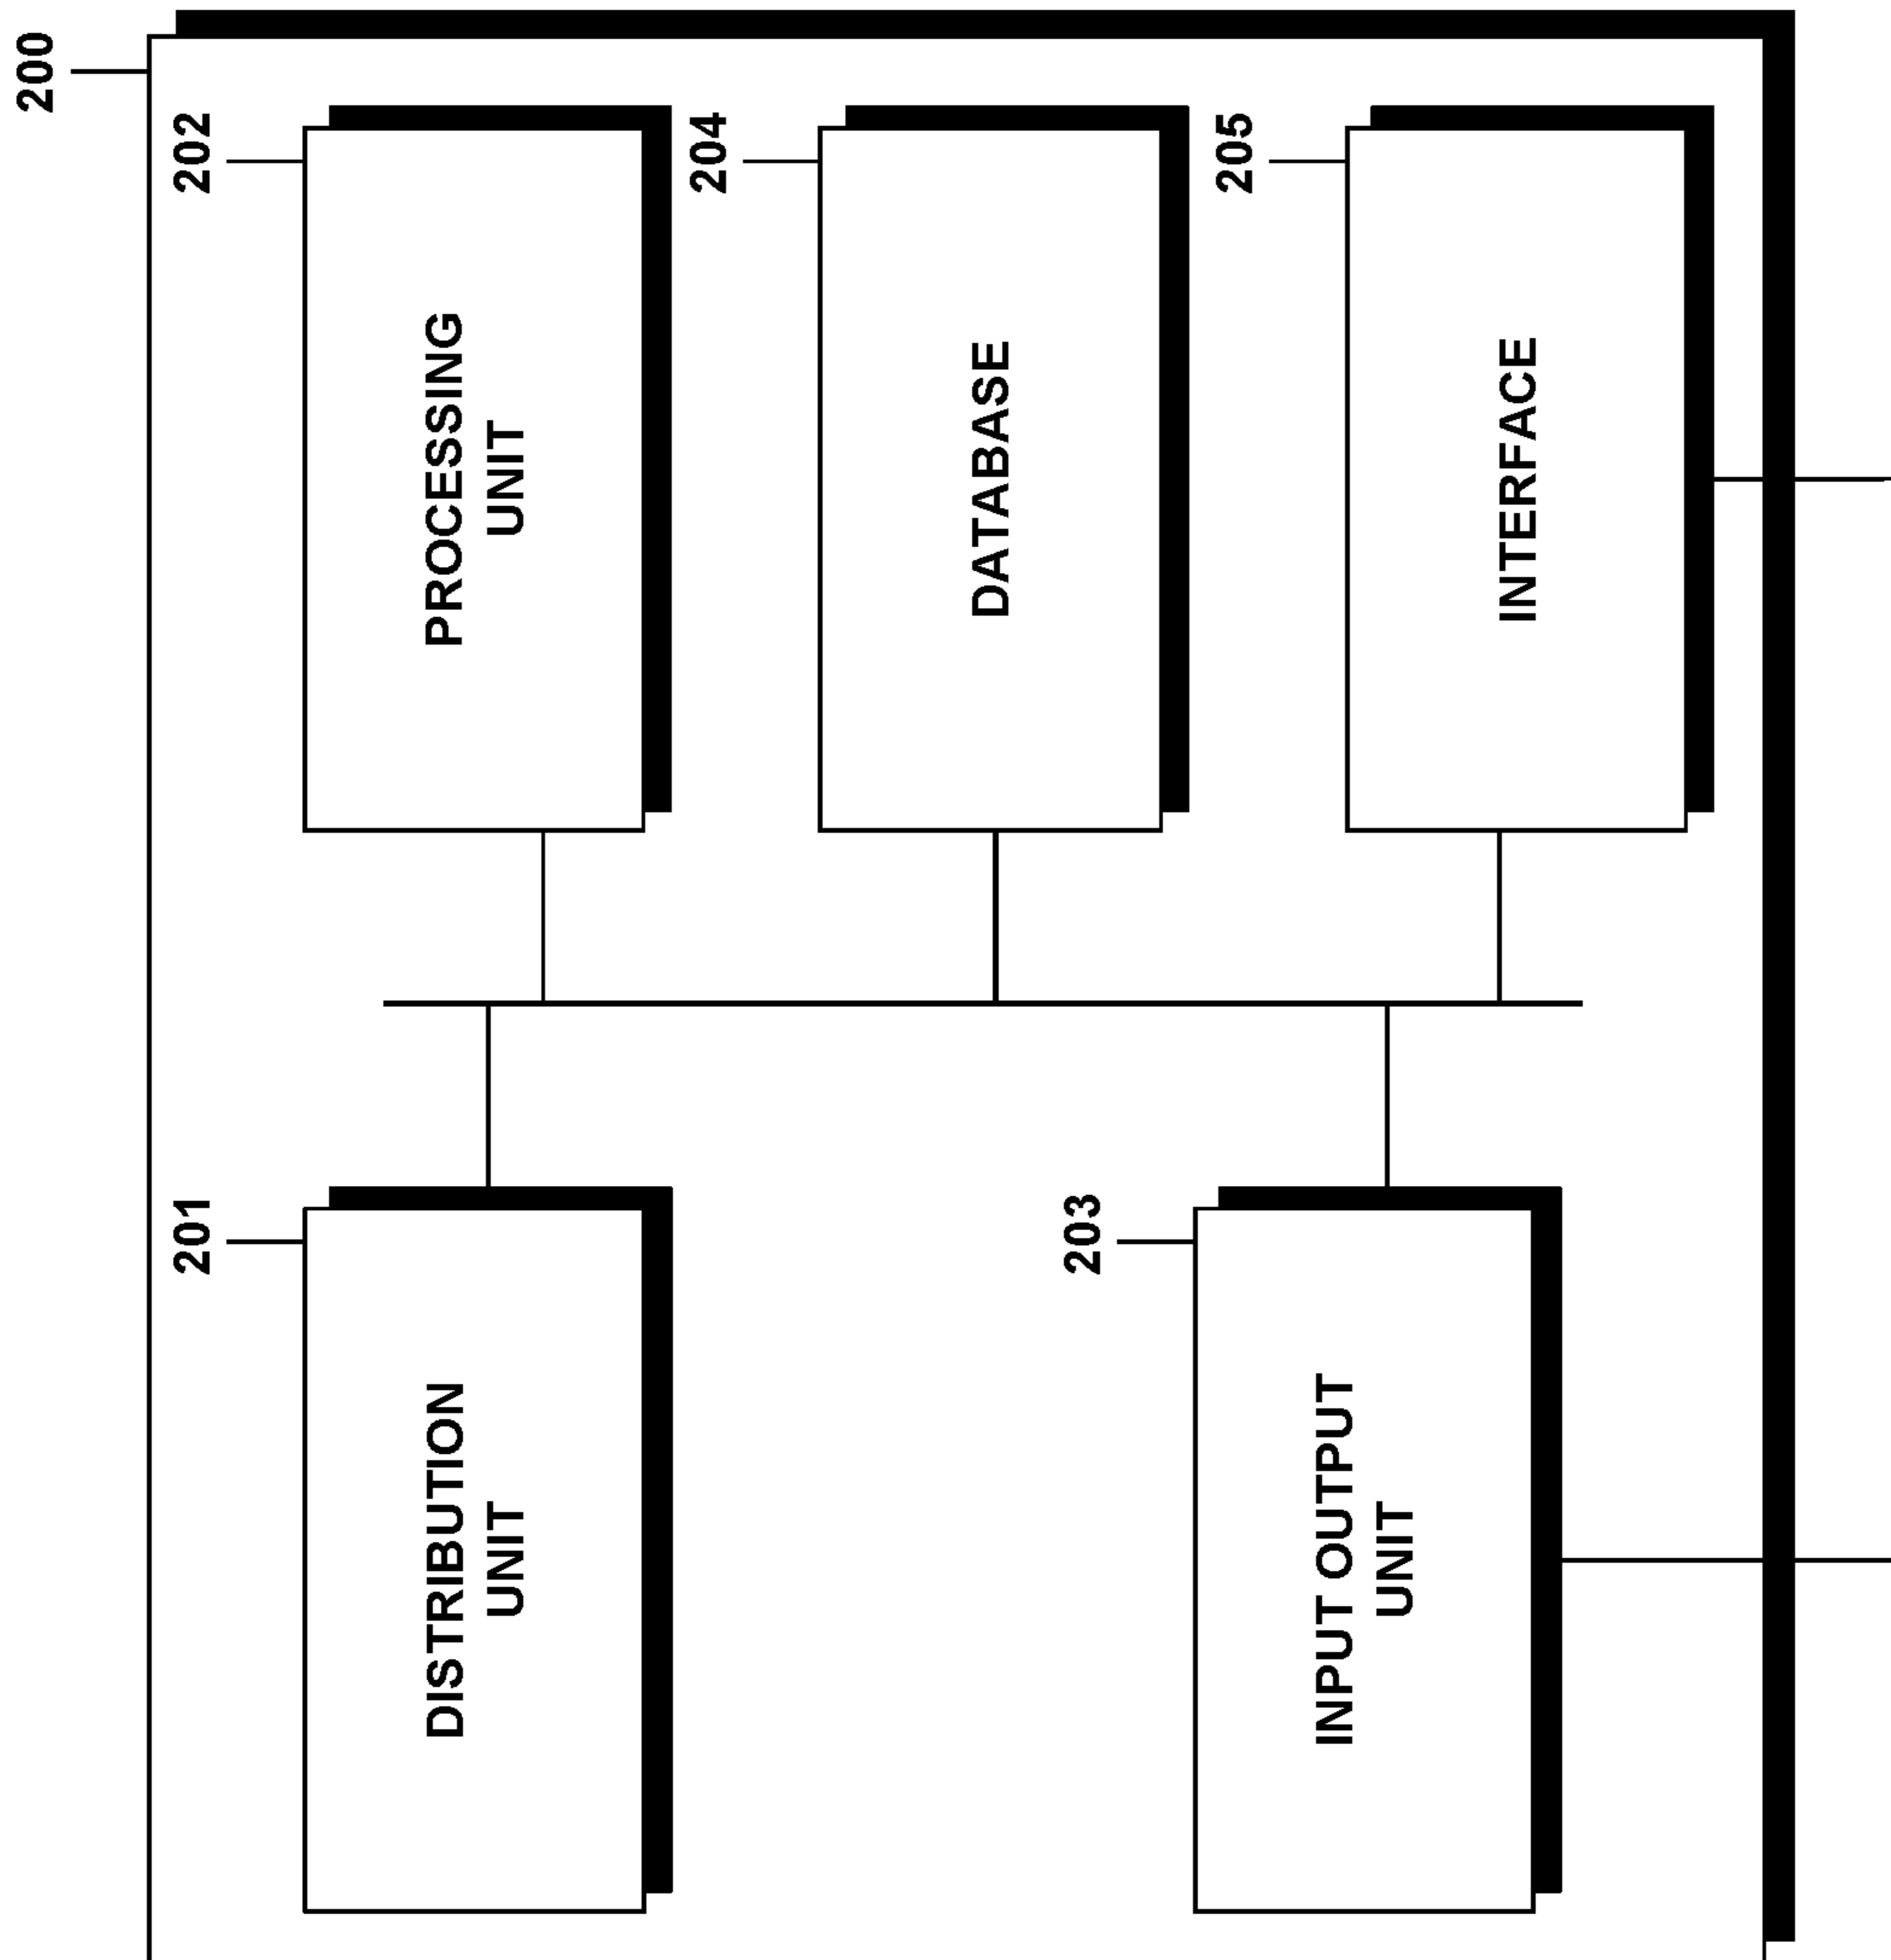 200
201
DISTRIBUTION
UNIT
202
PROCESSING
UNIT
204
DATABASE
203
INPUT OUTPUT
UNIT
205
INTERFACE